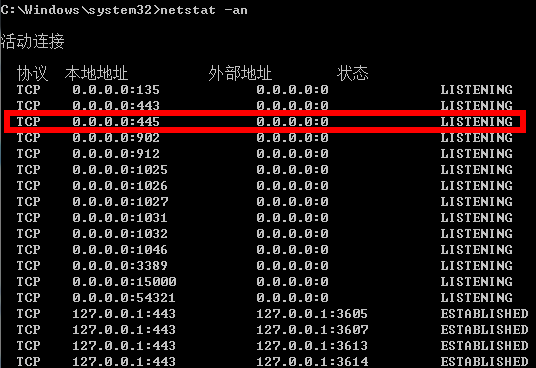 C:\Windows\system32>netstat -an
活动连接
协议 本地地址 外部地址 状态
TCP 0.0.0.0:135 0.0.0.0:0 LISTENING
TCP 0.0.0.0:443 0.0.0.0:0 LISTENING
TCP 0.0.0.0:445 0.0.0.0:0 LISTENING
TCP 0.0.0.0:902 0.0.0.0:0 LISTENING
TCP 0.0.0.0:912 0.0.0.0:0 LISTENING
TCP 0.0.0.0:1025 0.0.0.0:0 LISTENING
TCP 0.0.0.0:1026 0.0.0.0:0 LISTENING
TCP 0.0.0.0:1027 0.0.0.0:0 LISTENING
TCP 0.0.0.0:1031 0.0.0.0:0 LISTENING
TCP 0.0.0.0:1032 0.0.0.0:0 LISTENING
TCP 0.0.0.0:1046 0.0.0.0:0 LISTENING
TCP 0.0.0.0:3389 0.0.0.0:0 LISTENING
TCP 0.0.0.0:15000 0.0.0.0:0 LISTENING
TCP 0.0.0.0:54321 0.0.0.0:0 LISTENING
TCP 127.0.0.1:443 127.0.0.1:3605 ESTABLISHED
TCP 127.0.0.1:443 127.0.0.1:3607 ESTABLISHED
TCP 127.0.0.1:443 127.0.0.1:3613 ESTABLISHED
TCP 127.0.0.1:443 127.0.0.1:3614 ESTABLISHED